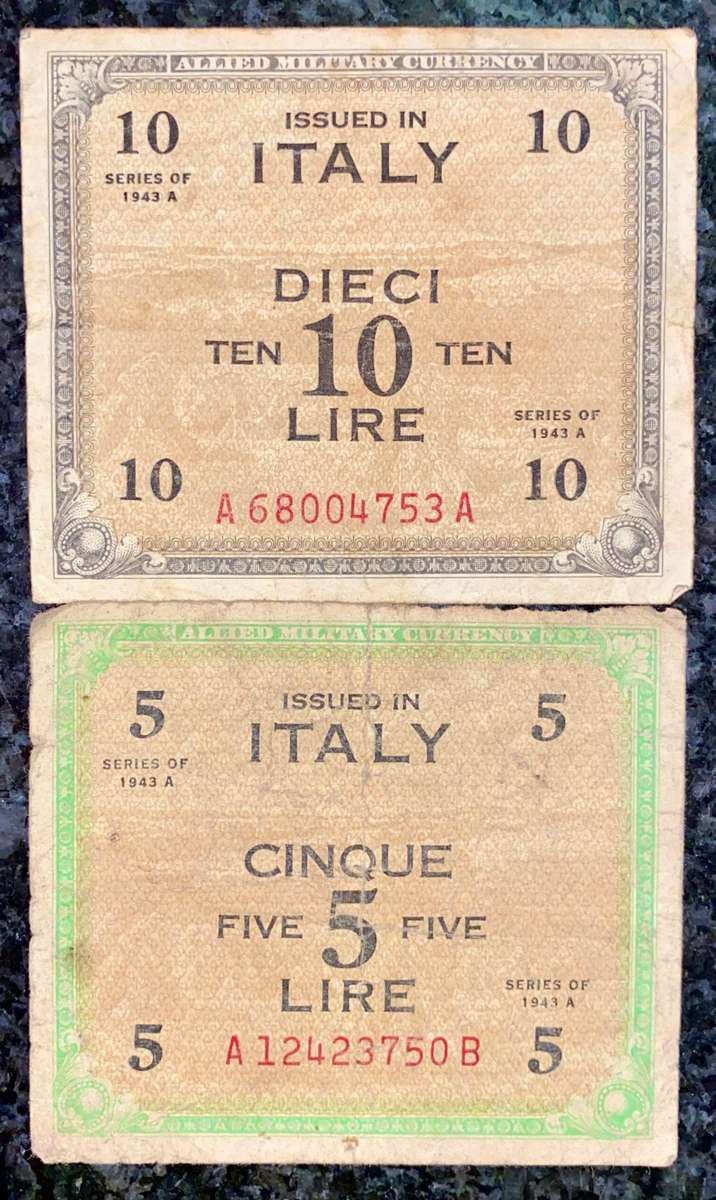 ALLIED MILITARY CURRENCY
10 ISSUED IN 10
SERIES OF ITALY
1943 A
DIECI
TEN 10 TEN
LIRE SERIES OF
1943 A
10 A68004753A 10
ALLIED MILITARY CURRENCY
5 ISSUED IN 5
SERIES OF ITALY
1943 A
CINQUE
FIVE 5 FIVE
LIRE SERIES OF
1943 A
5 A12423750B 5